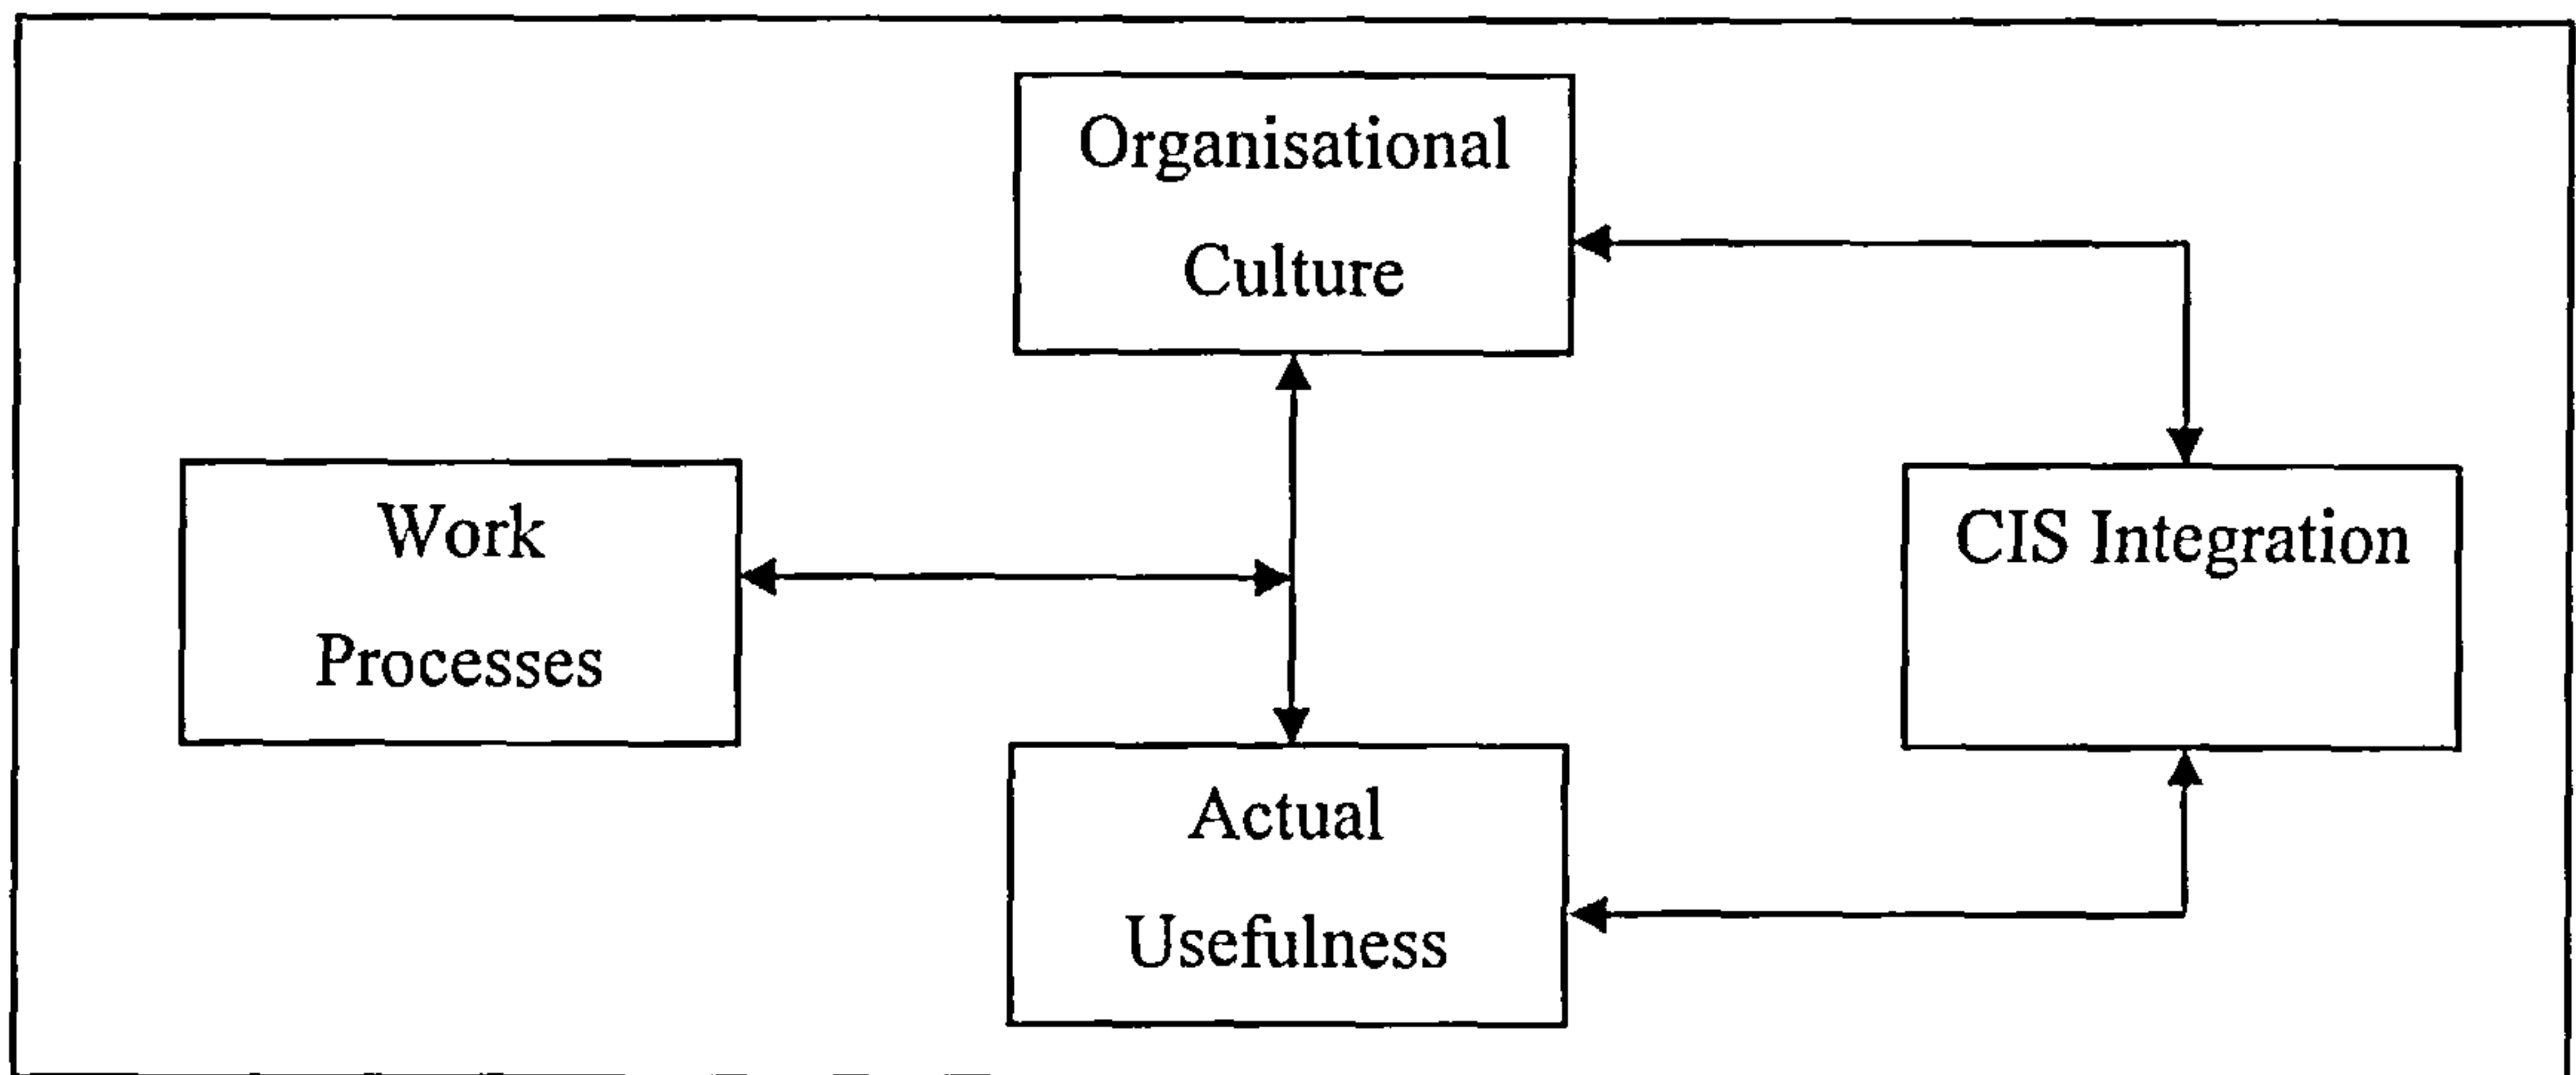 Organisational
Culture
Work
Processes
CIS Integration
Actual
Usefulness